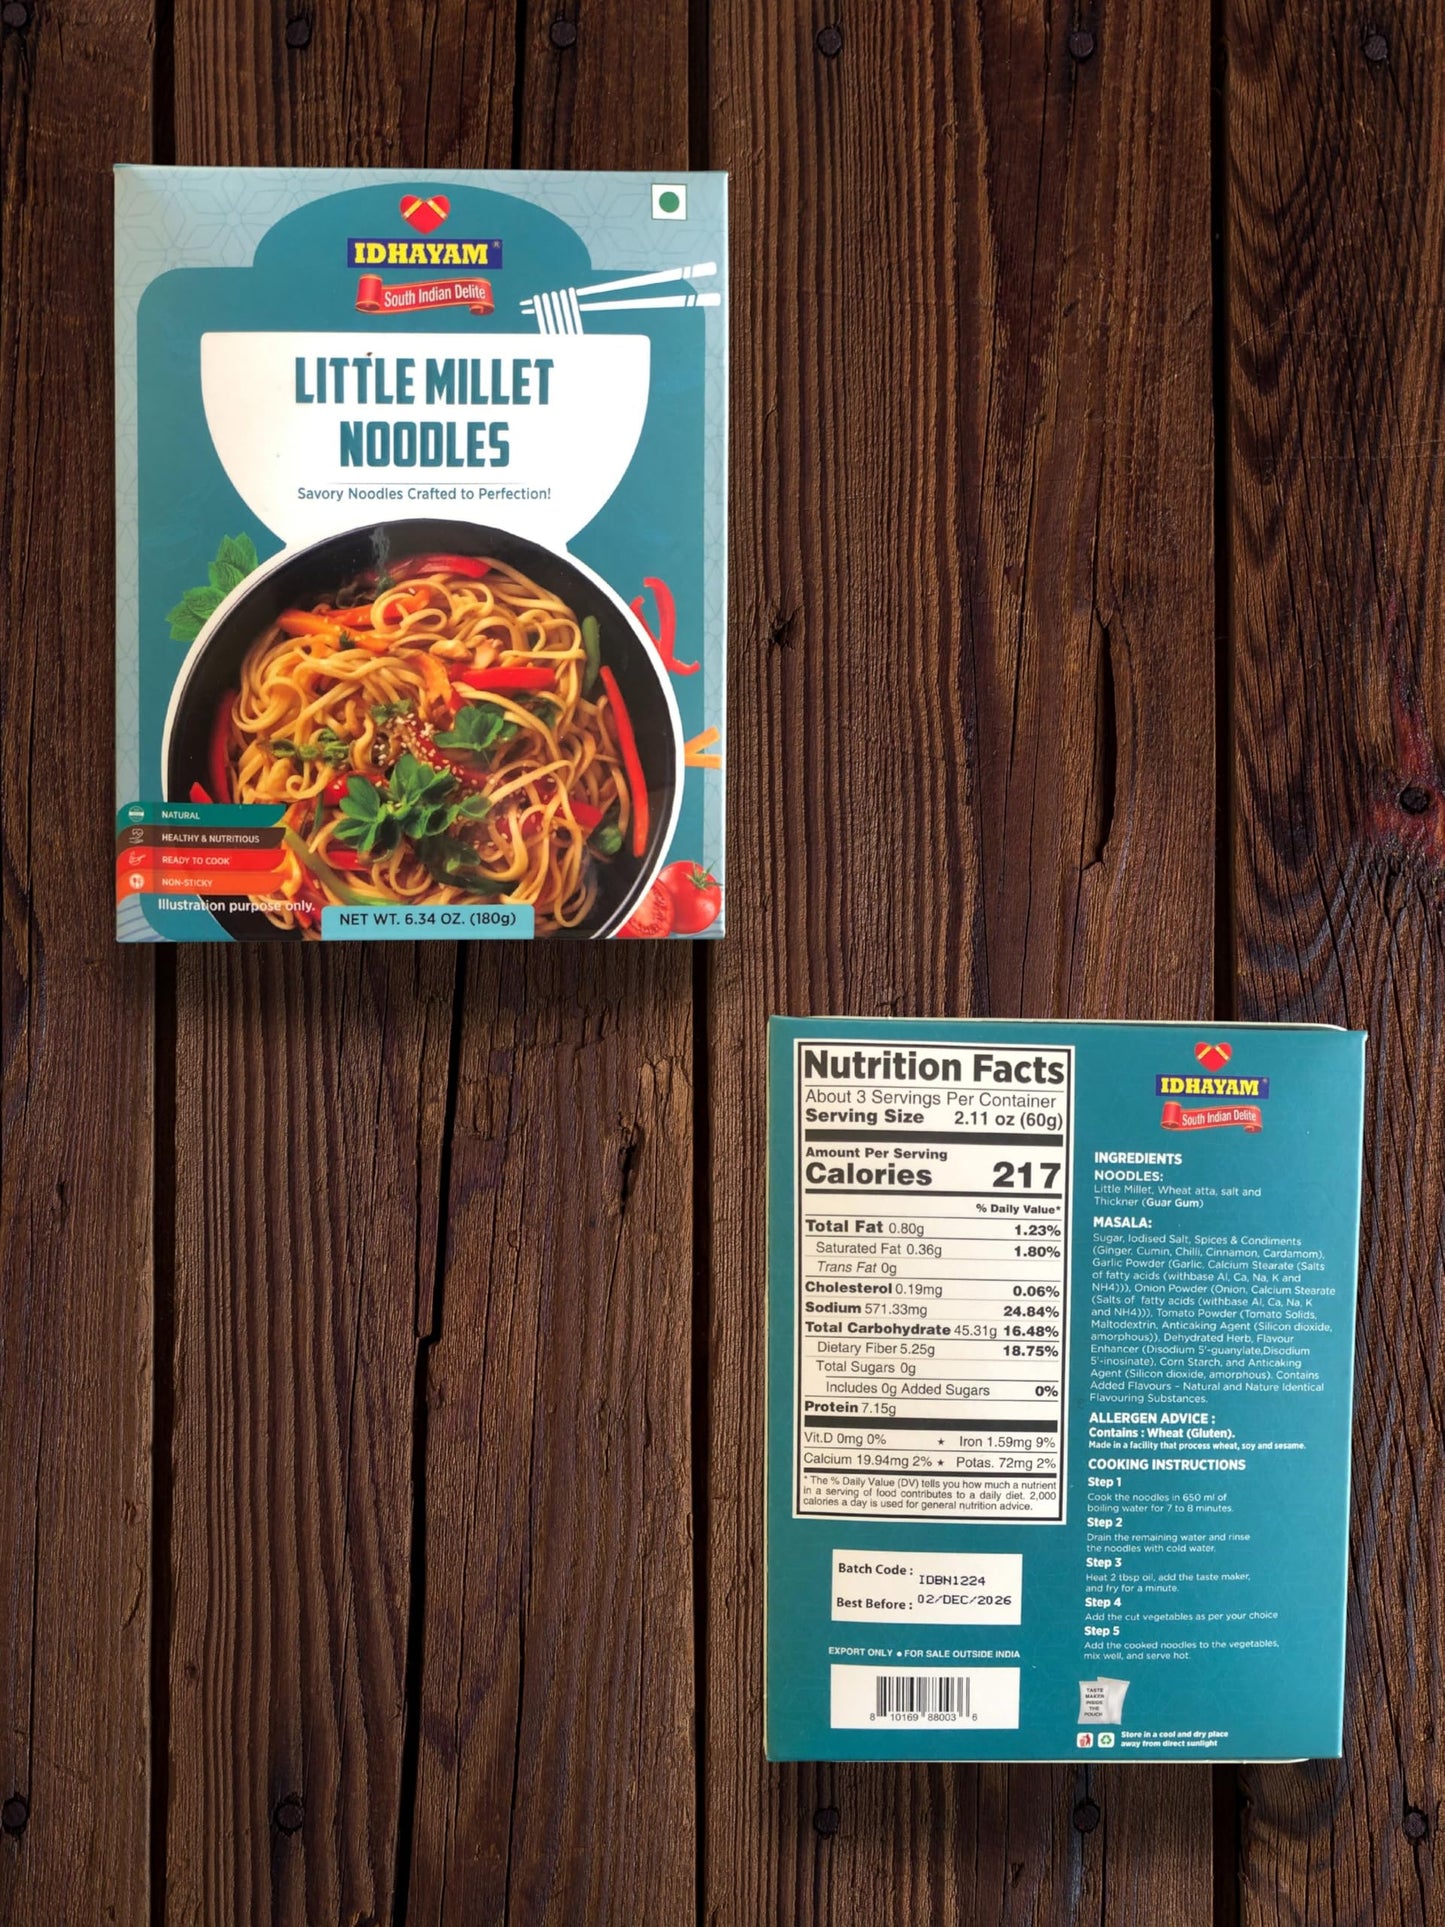 IDHAYAM®
South Indian Delite
LITTLE MILLET
NOODLES
Savory Noodles Crafted to Perfection!
NATURAL
HEALTHY & NUTRITIOUS
READY TO COOK
NON-STICKY
Illustration purpose only.
NET WT. 6.34 OZ. (180g)
Nutrition Facts
About 3 Servings Per Container
Serving Size 2.11 oz (60g)
Amount Per Serving
Calories 217
% Daily Value*
Total Fat 0.80g 1.23%
Saturated Fat 0.36g 1.80%
Trans Fat 0g
Cholesterol 0.19mg 0.06%
Sodium 571.33mg 24.84%
Total Carbohydrate 45.31g 16.48%
Dietary Fiber 5.25g 18.75%
Total Sugars 0g
Includes 0g Added Sugars 0%
Protein 7.15g
Vit.D 0mg 0% ★ Iron 1.59mg 9%
Calcium 19.94mg 2% ★ Potas. 72mg 2%
* The % Daily Value (DV) tells you how much a nutrient
in a serving of food contributes to a daily diet. 2,000
calories a day is used for general nutrition advice.
Batch Code : IDBN1224
Best Before : 02/DEC/2026
EXPORT ONLY ● FOR SALE OUTSIDE INDIA
8 10169 88003 6
IDHAYAM®
South Indian Delite
INGREDIENTS
NOODLES:
Little Millet, Wheat atta, salt and
Thickner (Guar Gum)
MASALA:
Sugar, Iodised Salt, Spices & Condiments
(Ginger, Cumin, Chilli, Cinnamon, Cardamom),
Garlic Powder (Garlic, Calcium Stearate (Salts
of fatty acids (withbase Al, Ca, Na, K and
NH4))), Onion Powder (Onion, Calcium Stearate
(Salts of fatty acids (withbase Al, Ca, Na, K
and NH4))), Tomato Powder (Tomato Solids,
Maltodextrin, Anticaking Agent (Silicon dioxide,
amorphous)), Dehydrated Herb, Flavour
Enhancer (Disodium 5'-guanylate,Disodium
5'-inosinate), Corn Starch, and Anticaking
Agent (Silicon dioxide, amorphous). Contains
Added Flavours - Natural and Nature Identical
Flavouring Substances.
ALLERGEN ADVICE :
Contains : Wheat (Gluten).
Made in a facility that process wheat, soy and sesame.
COOKING INSTRUCTIONS
Step 1
Cook the noodles in 650 ml of
boiling water for 7 to 8 minutes.
Step 2
Drain the remaining water and rinse
the noodles with cold water.
Step 3
Heat 2 tbsp oil, add the taste maker,
and fry for a minute.
Step 4
Add the cut vegetables as per your choice
Step 5
Add the cooked noodles to the vegetables,
mix well, and serve hot.
TASTE
MAKER
INSIDE
THE
POUCH
Store in a cool and dry place
away from direct sunlight